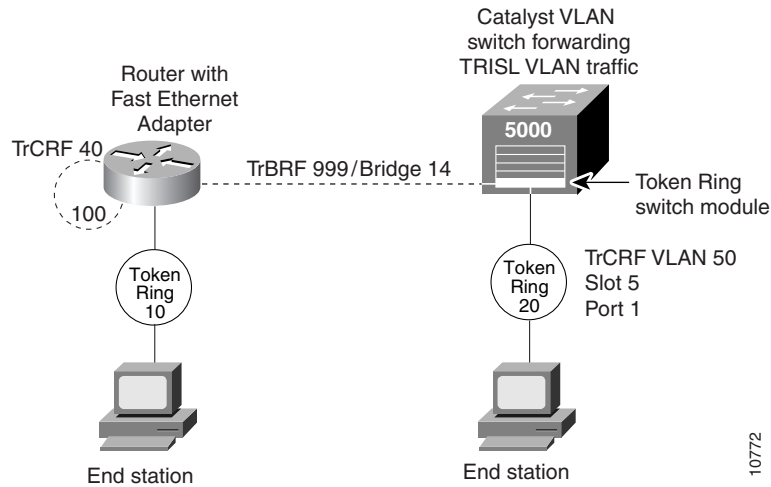 Catalyst VLAN
switch forwarding
TRISL VLAN traffic
Router with
Fast Ethernet
Adapter
5000
TrCRF 40
TrBRF 999/Bridge 14
Token Ring
switch module
100
Token
Ring
10
Token
Ring
20
TrCRF VLAN 50
Slot 5
Port 1
End station
End station
10772